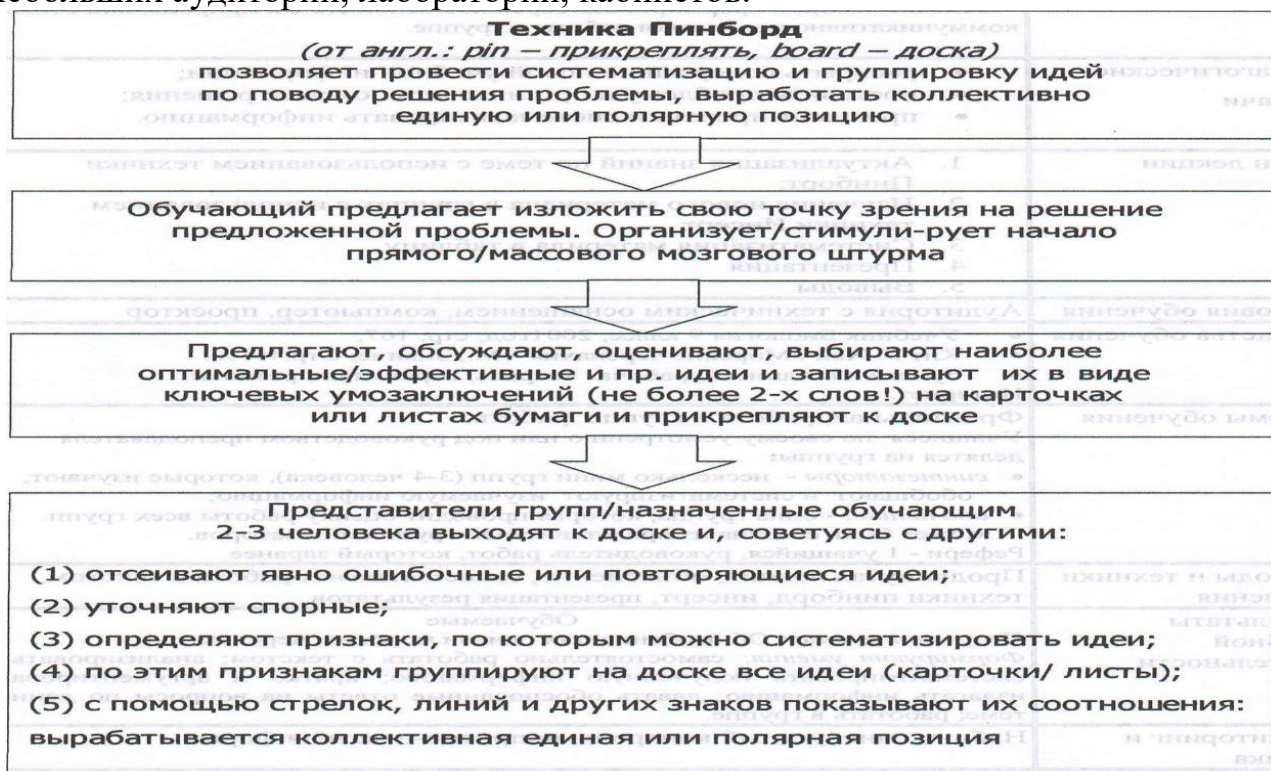 небольших аудиторий, лабораторий, кабинетов.
Техника Пинборд
(от англ.: pin – прикреплять, board – доска)
позволяет провести систематизацию и группировку идей
по поводу решения проблемы, выработать коллективно
единую или полярную позицию
Обучающий предлагает изложить свою точку зрения на решение
предложенной проблемы. Организует/стимули-рует начало
прямого/массового мозгового штурма
Предлагают, обсуждают, оценивают, выбирают наиболее
оптимальные/эффективные и пр. идеи и записывают их в виде
ключевых умозаключений (не более 2-х слов!) на карточках
или листах бумаги и прикрепляют к доске
Представители групп/назначенные обучающим
2.3 человека выходят к доске и, советуясь с другими:
(1) отсеивают явно ошибочные или повторяющиеся идеи;
(2) уточняют спорные;
(3) определяют признаки, по которым можно систематизировать идеи;
(4) по этим признакам группируют на доске все идеи (карточки/ листы);
(5) с помощью стрелок, линий и других знаков показывают их соотношения:
вырабатывается коллективная единая или полярная позиция